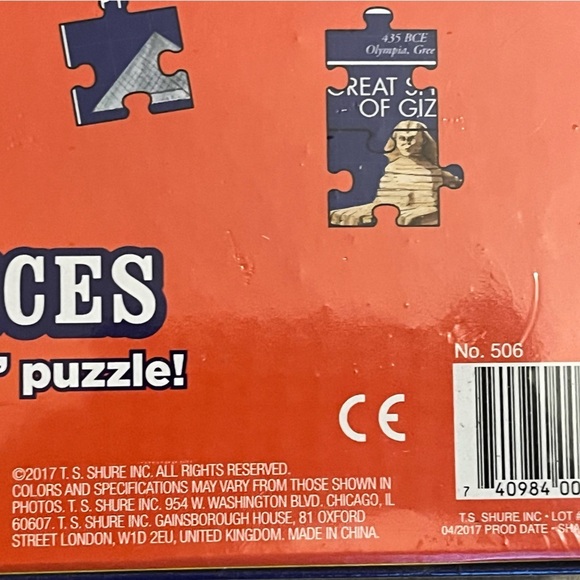 435 BCE
Olympia, Gree
REAT
OF GIZ
CES
' puzzle!
No. 506
CE
7 40984 00
©2017 T. S. SHURE INC. ALL RIGHTS RESERVED.
COLORS AND SPECIFICATIONS MAY VARY FROM THOSE SHOWN IN
PHOTOS. T. S. SHURE INC. 954 W. WASHINGTON BLVD. CHICAGO, IL
60607. T. S. SHURE INC. GAINSBOROUGH HOUSE, 81 OXFORD
STREET LONDON, W1D 2EU, UNITED KINGDOM. MADE IN CHINA.
T.S. SHURE INC • LOT #
04/2017 PROD DATE - SHA